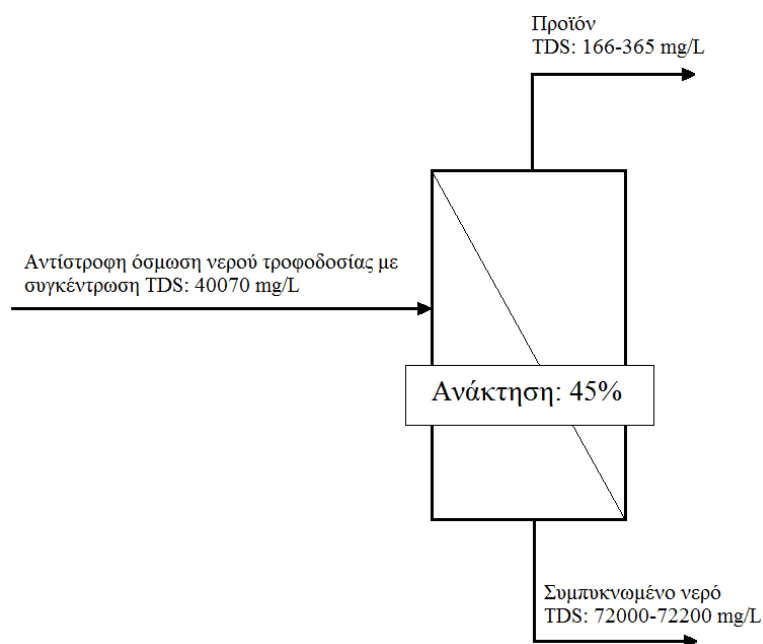 Προϊόν
TDS: 166-365 mg/L
Αντίστροφη όσμωση νερού τροφοδοσίας με
συγκέντρωση TDS: 40070 mg/L
Ανάκτηση: 45%
Συμπυκνωμένο νερό
TDS: 72000-72200 mg/L